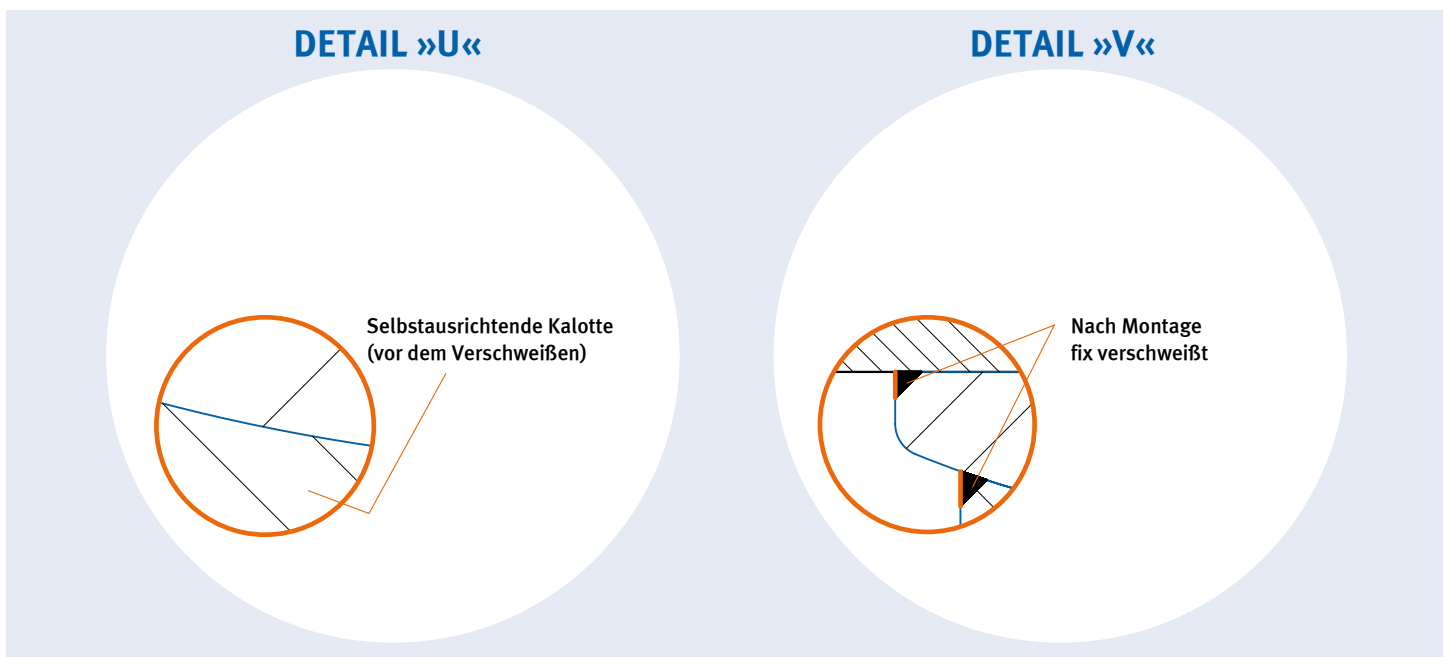 DETAIL »U«
DETAIL »V«
Selbstausrichtende Kalotte
(vor dem Verschweißen)
Nach Montage
fix verschweißt